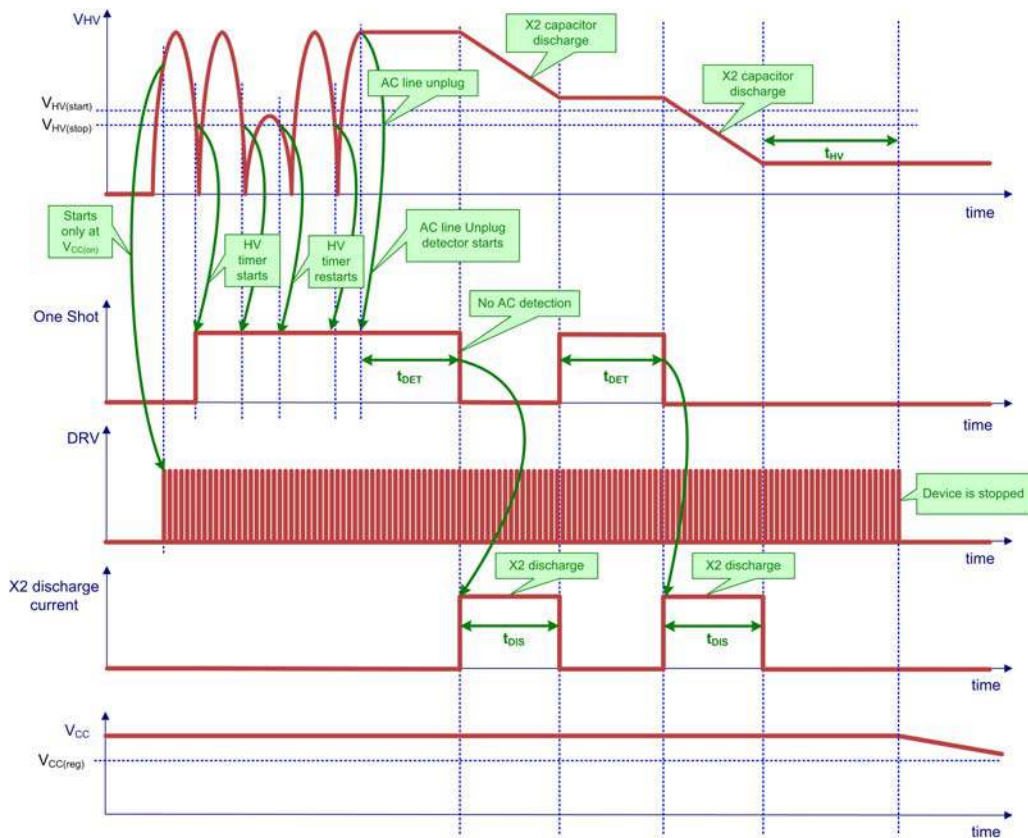 VHV
X2 capacitor
discharge
AC line unplug
X2 capacitor
discharge
VHV(start)
VHV(stop)
tHV
time
Starts
only at
VCC(on)
HV
timer
starts
HV
timer
restarts
AC line Unplug
detector starts
One Shot
No AC detection
tDET
tDET
time
DRV
Device is stopped
time
X2 discharge
current
X2 discharge
X2 discharge
tDIS
tDIS
time
VCC
VCC(reg)
time